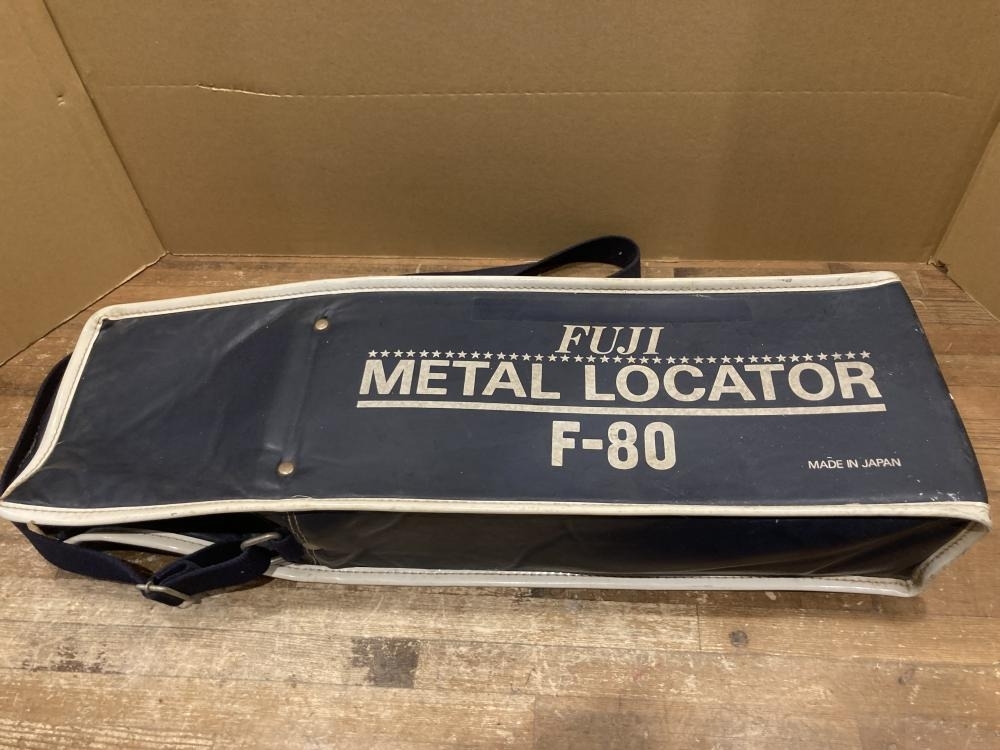 FUJI
METAL LOCATOR
F-80
MADE IN JAPAN